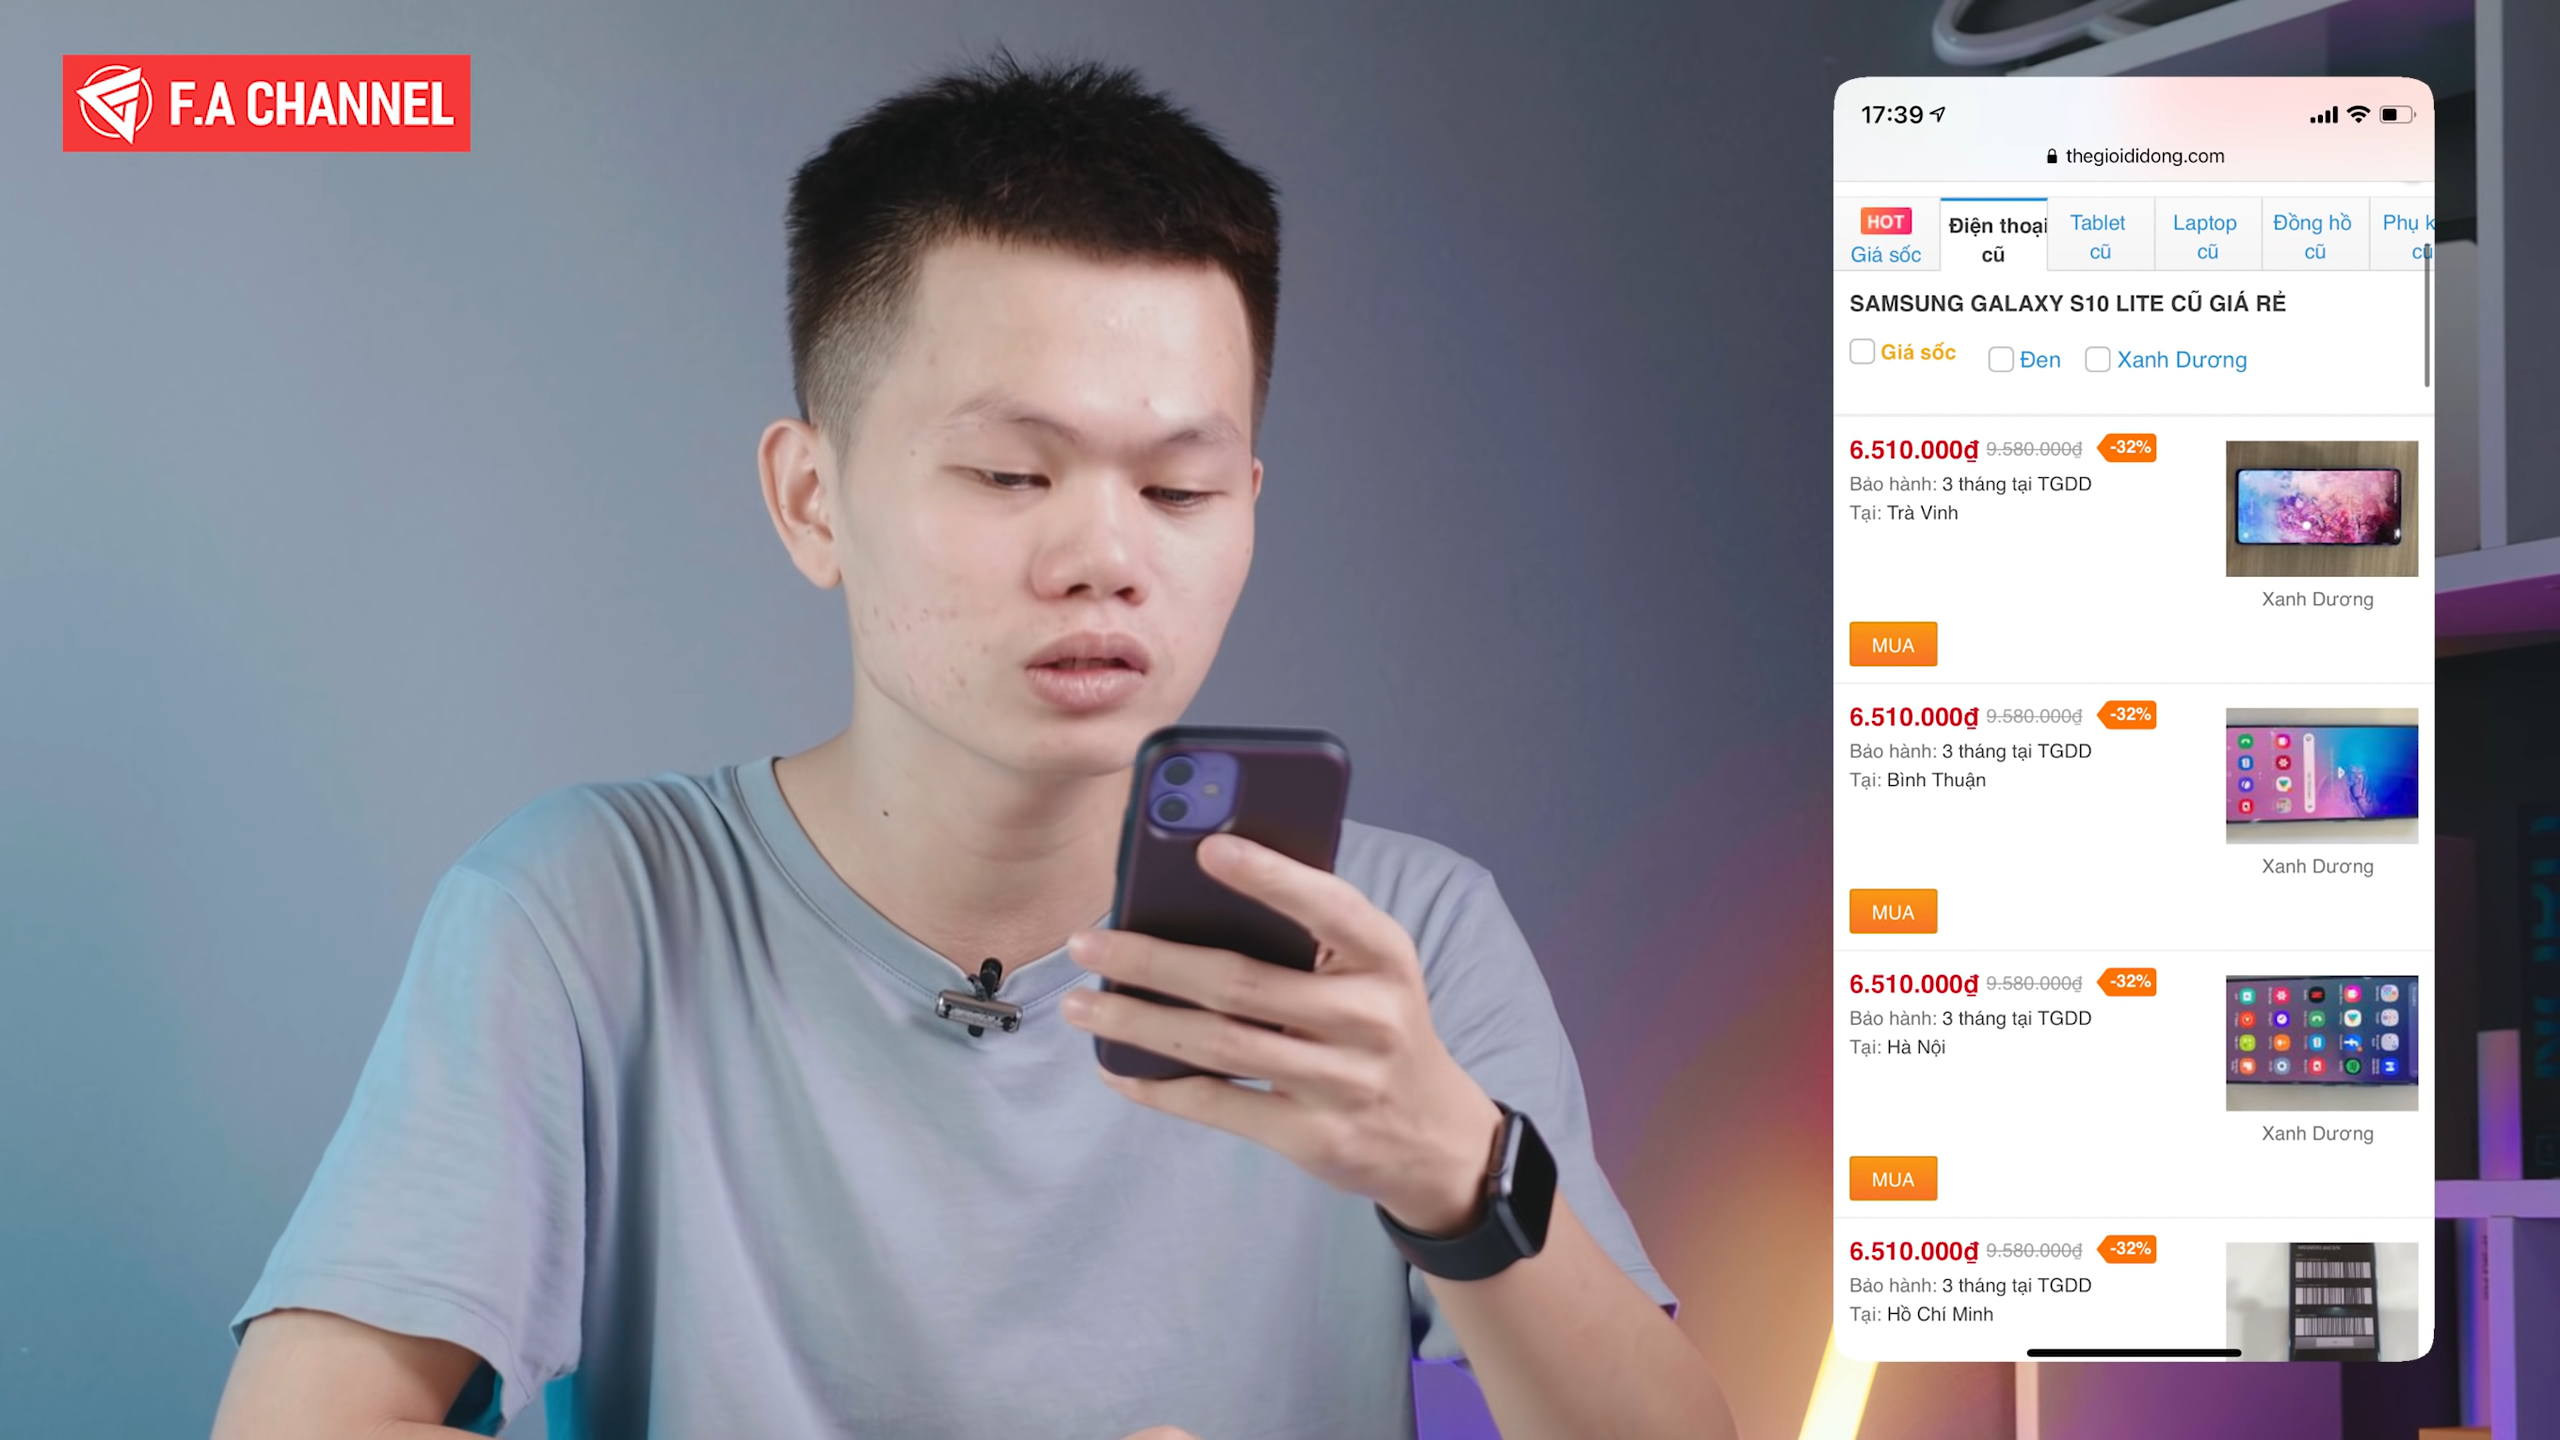 F.A CHANNEL
17:39
thegioididong.com
HOT
Giá sốc
Điện thoại
cũ
Tablet
cũ
Laptop
cũ
Đồng hồ
cũ
Phụ k
cũ
SAMSUNG GALAXY S10 LITE CŨ GIÁ RẺ
Giá sốc
Đen
Xanh Dương
6.510.000₫ 9.580.000₫ -32%
Bảo hành: 3 tháng tại TGDD
Tại: Trà Vinh
Xanh Dương
MUA
6.510.000₫ 9.580.000₫ -32%
Bảo hành: 3 tháng tại TGDD
Tại: Bình Thuận
Xanh Dương
MUA
6.510.000₫ 9.580.000₫ -32%
Bảo hành: 3 tháng tại TGDD
Tại: Hà Nội
Xanh Dương
MUA
6.510.000₫ 9.580.000₫ -32%
Bảo hành: 3 tháng tại TGDD
Tại: Hồ Chí Minh